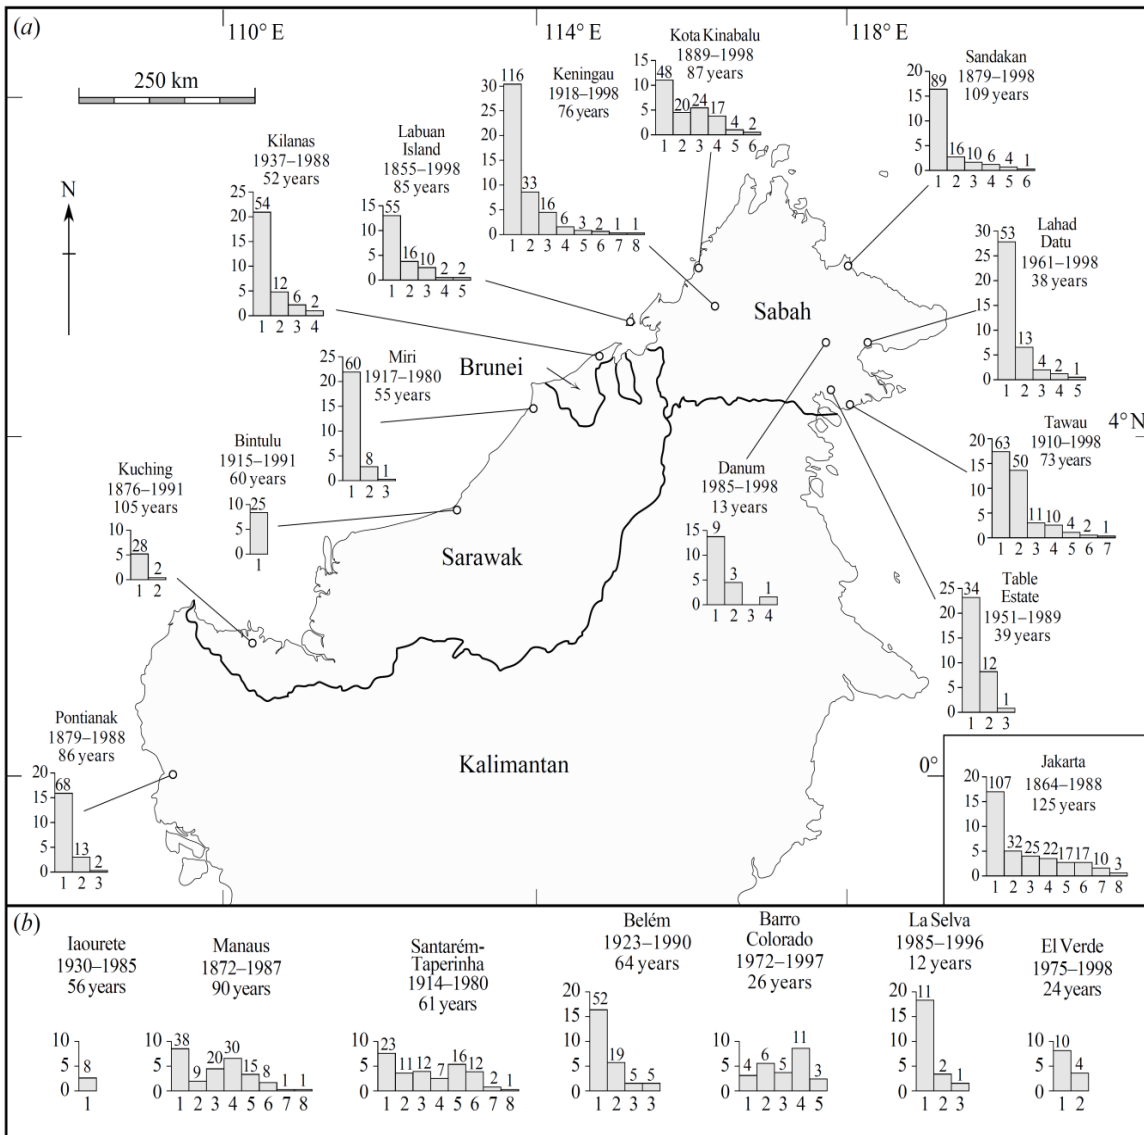 (a)
110° E
114° E
118° E
250 km
N
4° N
0°
Kilanas
1937–1988
52 years
25
20
15
10
5
0
54
12
6
2
1 2 3 4
Labuan
Island
1855–1998
85 years
15
10
5
0
55
16
10
2
2
1 2 3 4 5
Keningau
1918–1998
76 years
30
25
20
15
10
5
0
116
33
16
6
3
2
1
1
1 2 3 4 5 6 7 8
Kota Kinabalu
1889–1998
87 years
15
10
5
0
48
20
24
17
4
2
1 2 3 4 5 6
Sandakan
1879–1998
109 years
20
15
10
5
0
89
16
10
6
4
1
1 2 3 4 5 6
Lahad
Datu
1961–1998
38 years
30
25
20
15
10
5
0
53
13
4
2
1
1 2 3 4 5
Miri
1917–1980
55 years
25
20
15
10
5
0
60
8
1
1 2 3
Bintulu
1915–1991
60 years
10
5
0
25
1
Kuching
1876–1991
105 years
10
5
0
28
2
1 2
Danum
1985–1998
13 years
15
10
5
0
9
3
1
1 2 3 4
Tawau
1910–1998
73 years
20
15
10
5
0
63
50
11
10
4
2
1
1 2 3 4 5 6 7
Table
Estate
1951–1989
39 years
25
20
15
10
5
0
34
12
1
1 2 3
Pontianak
1879–1988
86 years
20
15
10
5
0
68
13
2
1 2 3
Jakarta
1864–1988
125 years
20
15
10
5
0
107
32
25
22
17
17
10
3
1 2 3 4 5 6 7 8
Sabah
Brunei
Sarawak
Kalimantan
(b)
Iaourete
1930–1985
56 years
10
5
0
8
1
Manaus
1872–1987
90 years
10
5
0
38
9
20
30
15
8
1
1
1 2 3 4 5 6 7 8
Santarém-
Taperinha
1914–1980
61 years
10
5
0
23
11
12
7
16
12
2
1
1 2 3 4 5 6 7 8
Belém
1923–1990
64 years
20
15
10
5
0
52
19
5
5
1 2 3 3
Barro
Colorado
1972–1997
26 years
10
5
0
4
6
5
11
3
1 2 3 4 5
La Selva
1985–1996
12 years
20
15
10
5
0
11
2
1
1 2 3
El Verde
1975–1998
24 years
10
5
0
10
4
1 2